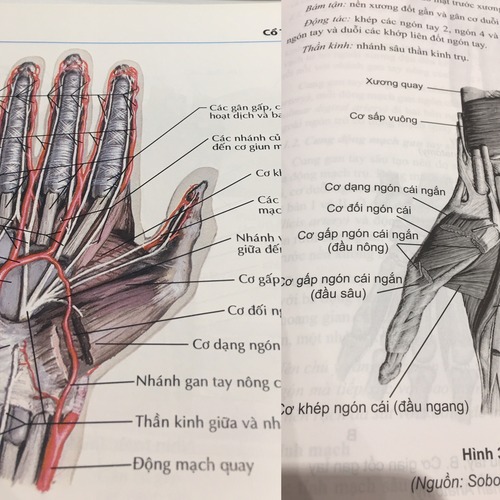 Cổ
Các gân gấp, c
hoạt dịch và ba
Các nhánh củ
đến cơ giun m
Cơ kh
Các
mạc
Nhánh v
giữa đế
Cơ gấp
Cơ đối n
Cơ dạng ngón
Nhánh gan tay nông c
Thần kinh giữa và nh
Động mạch quay
Bám tận: nền xương đốt gần và gân cơ duỗi
Động tác: khép các ngón tay 2, ngón 4 và
ngón tay và duỗi các khớp liên đốt ngón tay.
Thần kinh: nhánh sâu thần kinh trụ.
Xương quay
Cơ sấp vuông
Cơ dạng ngón cái ngắn
Cơ đối ngón cái
Cơ gấp ngón cái ngắn
(đầu nông)
Cơ gấp ngón cái ngắn
(đầu sâu)
Cơ khép ngón cái (đầu ngang)
Hình 3
(Nguồn: Sobo